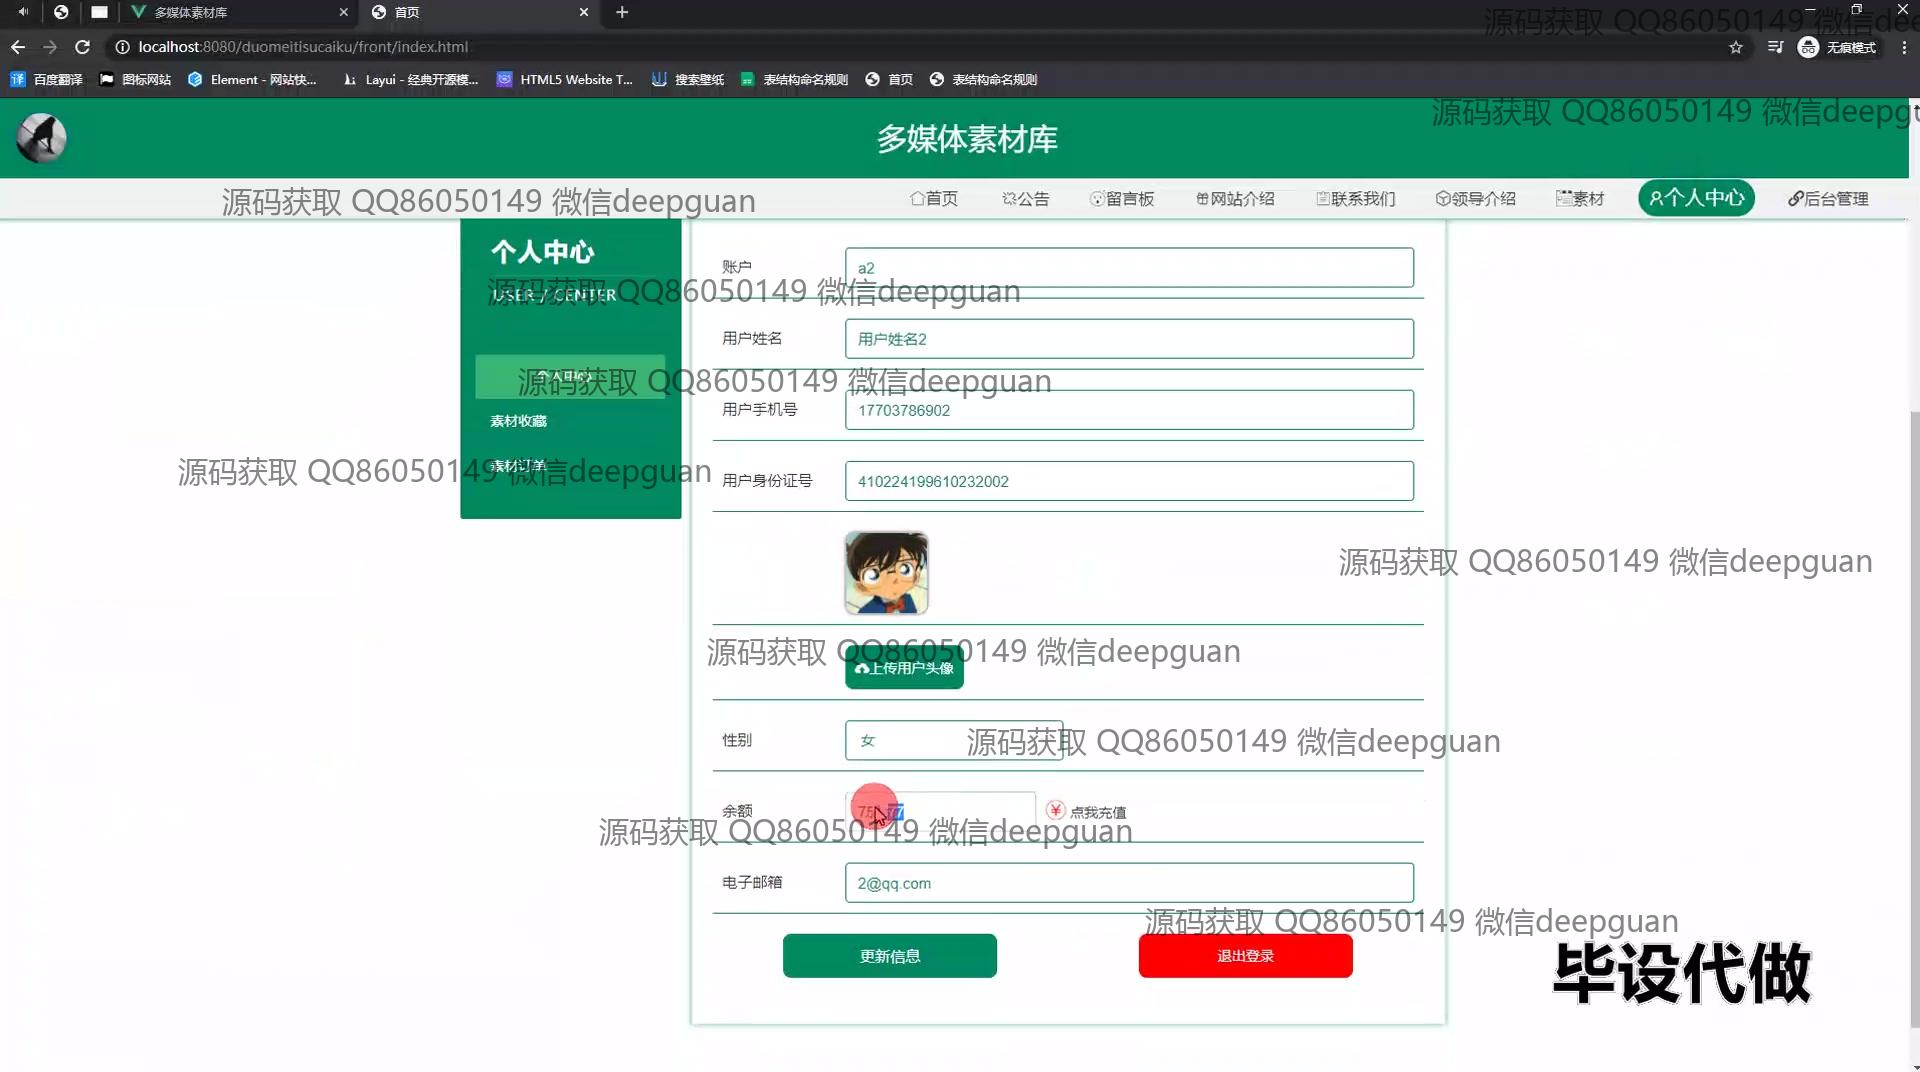 多媒体素材库
首页
localhost:8080/duomeitisucaiku/front/index.html
无痕模式
百度翻译
图标网站
Element - 网站快...
Layui - 经典开源模...
HTML5 Website T...
搜索壁纸
表结构命名规则
首页
表结构命名规则
源码获取 QQ86050149 微信dee
源码获取 QQ86050149 微信deepgu
多媒体素材库
首页
公告
留言板
网站介绍
联系我们
领导介绍
素材
个人中心
后台管理
源码获取 QQ86050149 微信deepguan
个人中心
USER / CENTER
源码获取 QQ86050149 微信deepguan
个人中心
源码获取 QQ86050149 微信deepguan
素材收藏
素材订单
源码获取 QQ86050149 微信deepguan
账户
a2
用户姓名
用户姓名2
用户手机号
17703786902
用户身份证号
410224199610232002
源码获取 QQ86050149 微信deepguan
源码获取 QQ86050149 微信deepguan
上传用户头像
性别
女
源码获取 QQ86050149 微信deepguan
余额
点我充值
源码获取 QQ86050149 微信deepguan
电子邮箱
2@qq.com
源码获取 QQ86050149 微信deepguan
更新信息
退出登录
毕设代做